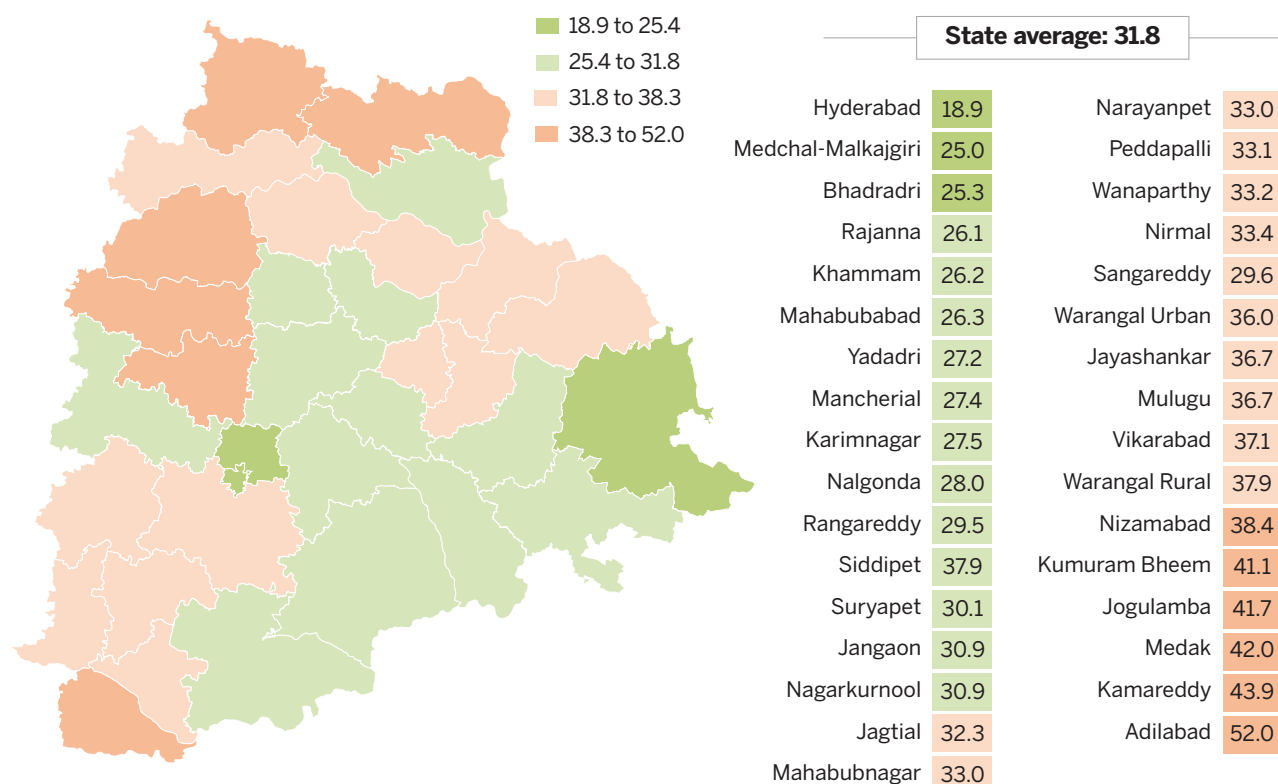 18.9 to 25.4
25.4 to 31.8
31.8 to 38.3
38.3 to 52.0
State average: 31.8
Hyderabad 18.9
Medchal-Malkajgiri 25.0
Bhadradri 25.3
Rajanna 26.1
Khammam 26.2
Mahabubabad 26.3
Yadadri 27.2
Mancherial 27.4
Karimnagar 27.5
Nalgonda 28.0
Rangareddy 29.5
Siddipet 37.9
Suryapet 30.1
Jangaon 30.9
Nagarkurnool 30.9
Jagtial 32.3
Mahabubnagar 33.0
Narayanpet 33.0
Peddapalli 33.1
Wanaparthy 33.2
Nirmal 33.4
Sangareddy 29.6
Warangal Urban 36.0
Jayashankar 36.7
Mulugu 36.7
Vikarabad 37.1
Warangal Rural 37.9
Nizamabad 38.4
Kumuram Bheem 41.1
Jogulamba 41.7
Medak 42.0
Kamareddy 43.9
Adilabad 52.0